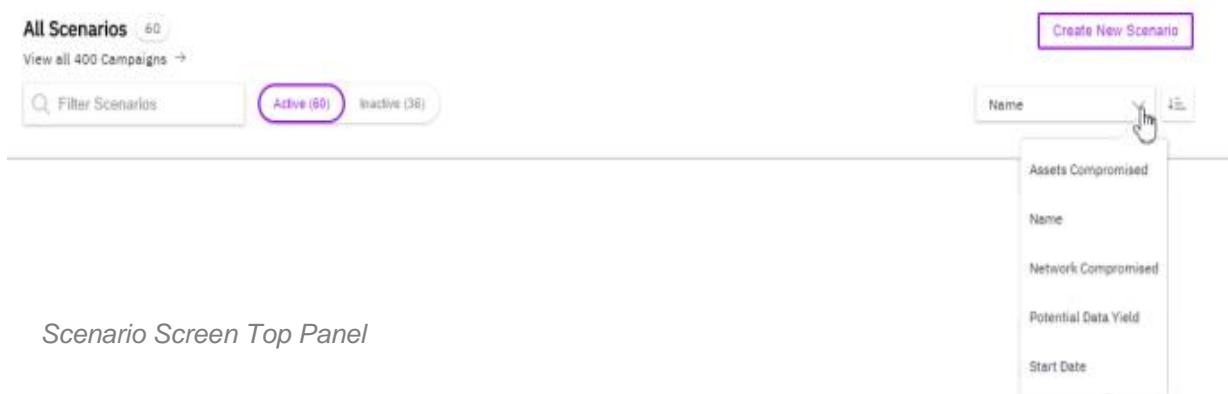 All Scenarios 60
Create New Scenario
View all 400 Campaigns →
Filter Scenarios
Active (60)
Inactive (36)
Name
Assets Compromised
Name
Network Compromised
Potential Data Yield
Start Date
Scenario Screen Top Panel